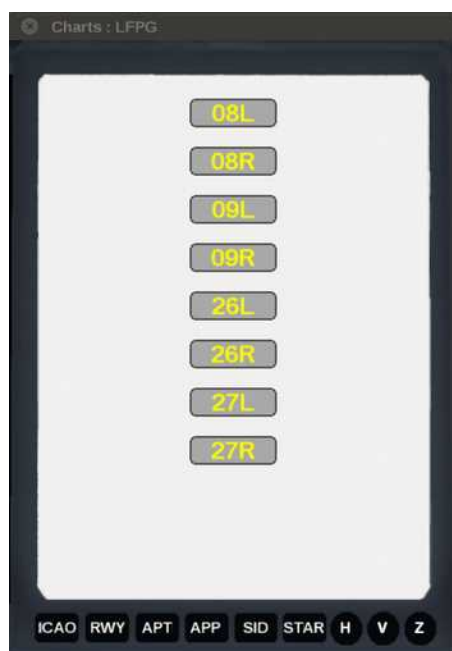 Charts : LFPG
08L
08R
09L
09R
26L
26R
27L
27R
ICAO RWY APT APP SID STAR H V Z